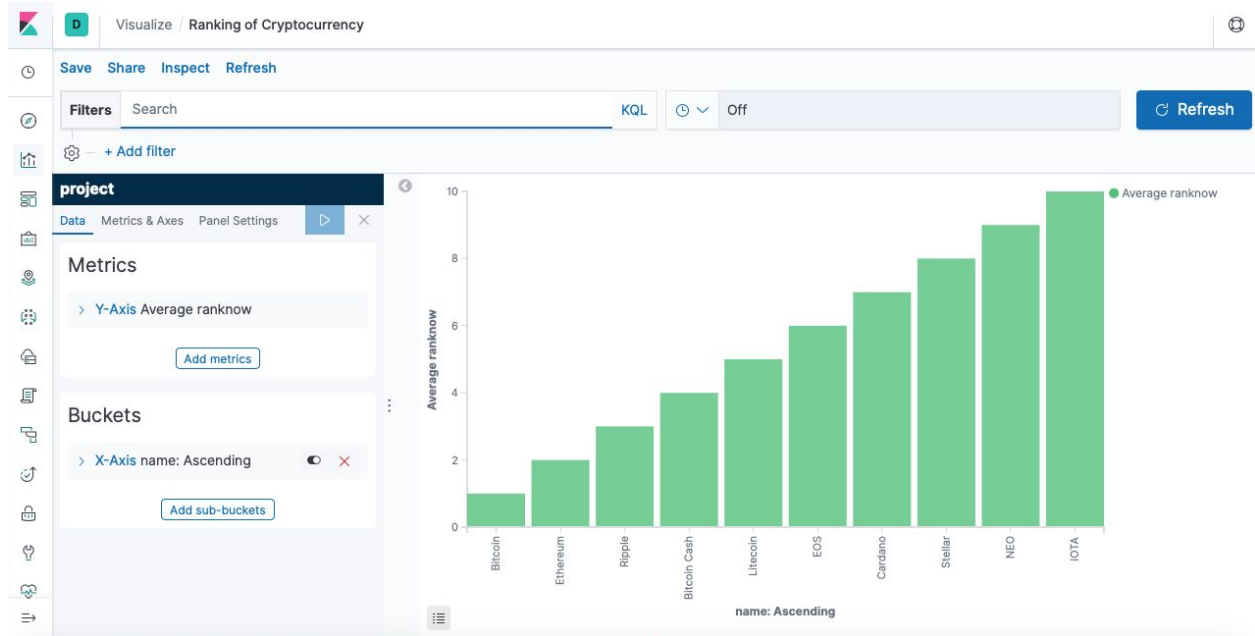 D Visualize / Ranking of Cryptocurrency
Save Share Inspect Refresh
Filters Search KQL Off Refresh
+ Add filter
project
Data Metrics & Axes Panel Settings
Metrics
Y-Axis Average ranknow
Add metrics
Buckets
X-Axis name: Ascending
Add sub-buckets
10
8
6
4
2
0
Average ranknow
Bitcoin
Ethereum
Ripple
Bitcoin Cash
Litecoin
EOS
Cardano
Stellar
NEO
IOTA
name: Ascending
Average ranknow